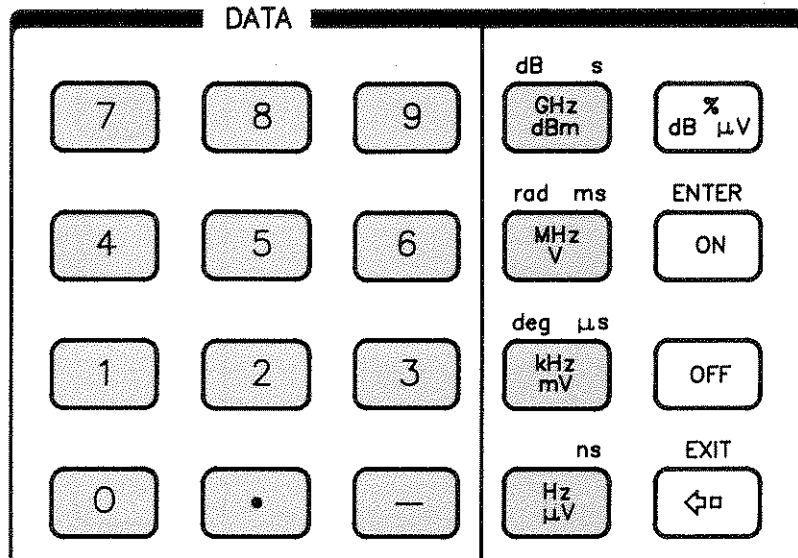 DATA
dB s
7 8 9 GHz % 
dBm dB μV
rad ms ENTER
4 5 6 MHz ON
V
deg μs
1 2 3 kHz OFF
mV
ns EXIT
0 • — Hz
μV